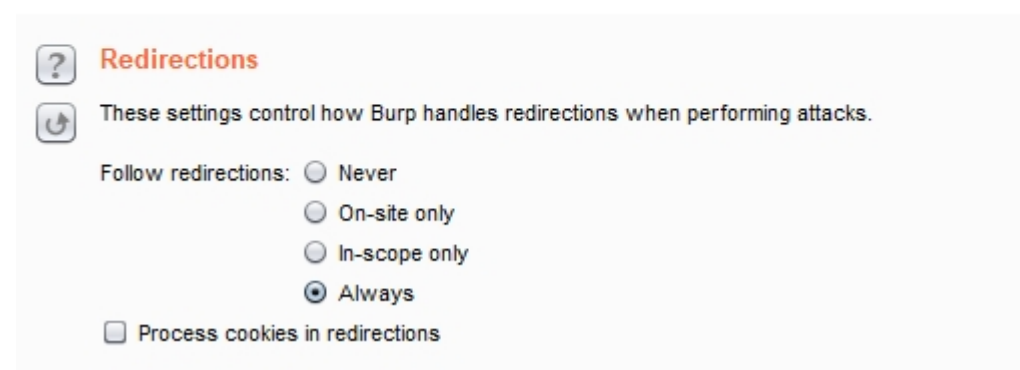 Redirections
These settings control how Burp handles redirections when performing attacks.
Follow redirections: Never
On-site only
In-scope only
Always
Process cookies in redirections